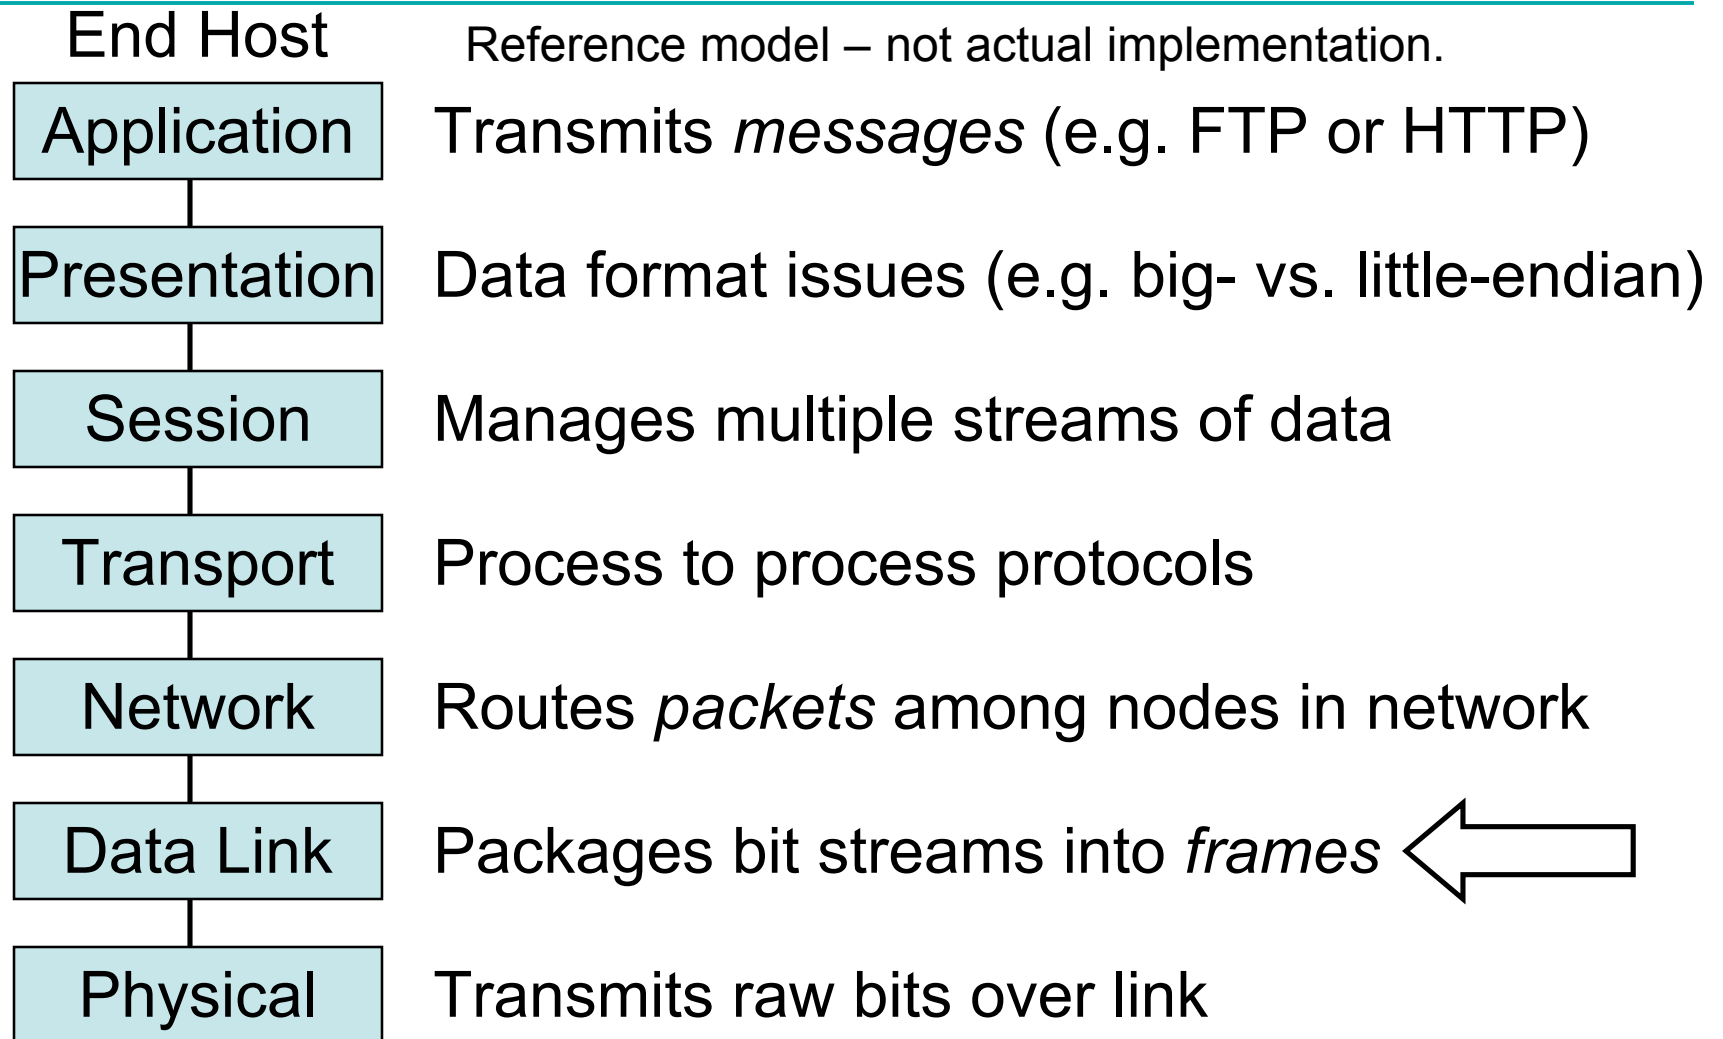 End Host
Reference model – not actual implementation.
Application
Transmits messages (e.g. FTP or HTTP)
Presentation
Data format issues (e.g. big- vs. little-endian)
Session
Manages multiple streams of data
Transport
Process to process protocols
Network
Routes packets among nodes in network
Data Link
Packages bit streams into frames
Physical
Transmits raw bits over link